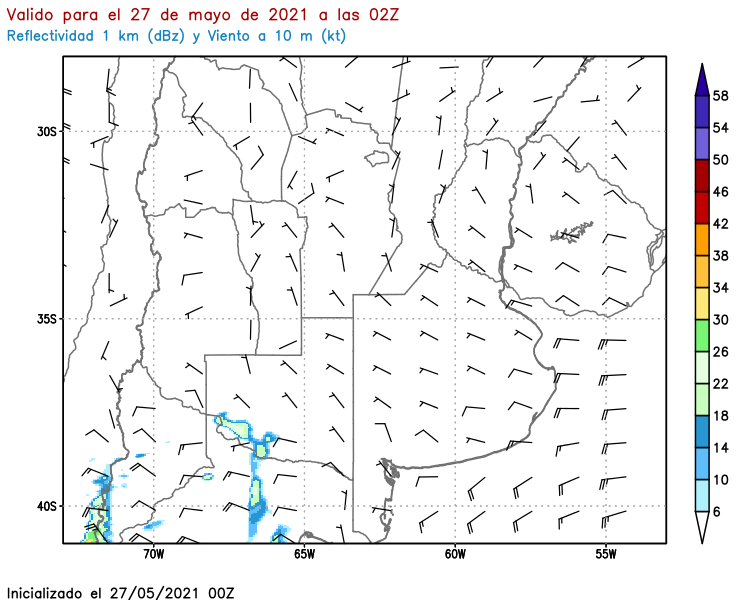 Valido para el 27 de mayo de 2021 a las 02Z
Reflectividad 1 km (dBz) y Viento a 10 m (kt)
30S
35S
40S
70W
65W
60W
55W
58
54
50
46
42
38
34
30
26
22
18
14
10
6
Inicializado el 27/05/2021 00Z